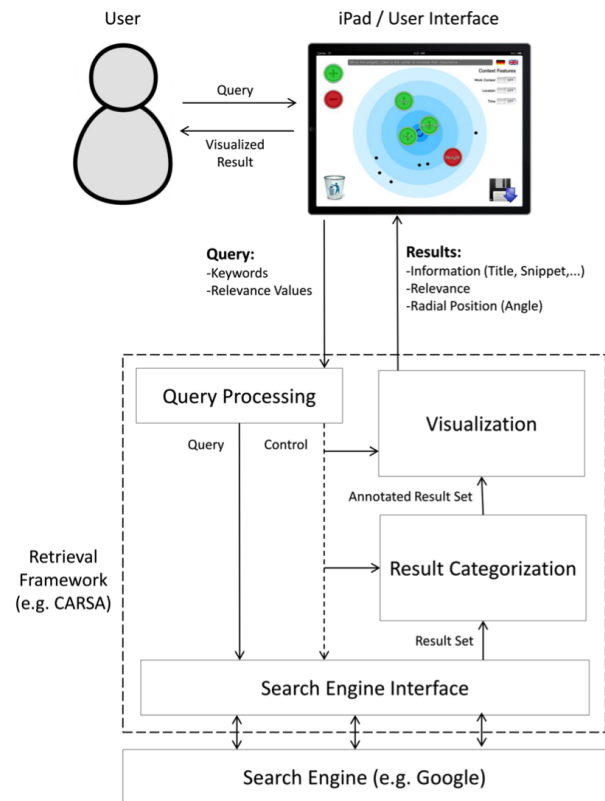 User
iPad / User Interface
Context Features
Query
Visualized
Result
Query:
-Keywords
-Relevance Values
Results:
-Information (Title, Snippet,...)
-Relevance
-Radial Position (Angle)
Query Processing
Visualization
Query
Control
Annotated Result Set
Retrieval
Framework
(e.g. CARSA)
Result Categorization
Result Set
Search Engine Interface
Search Engine (e.g. Google)